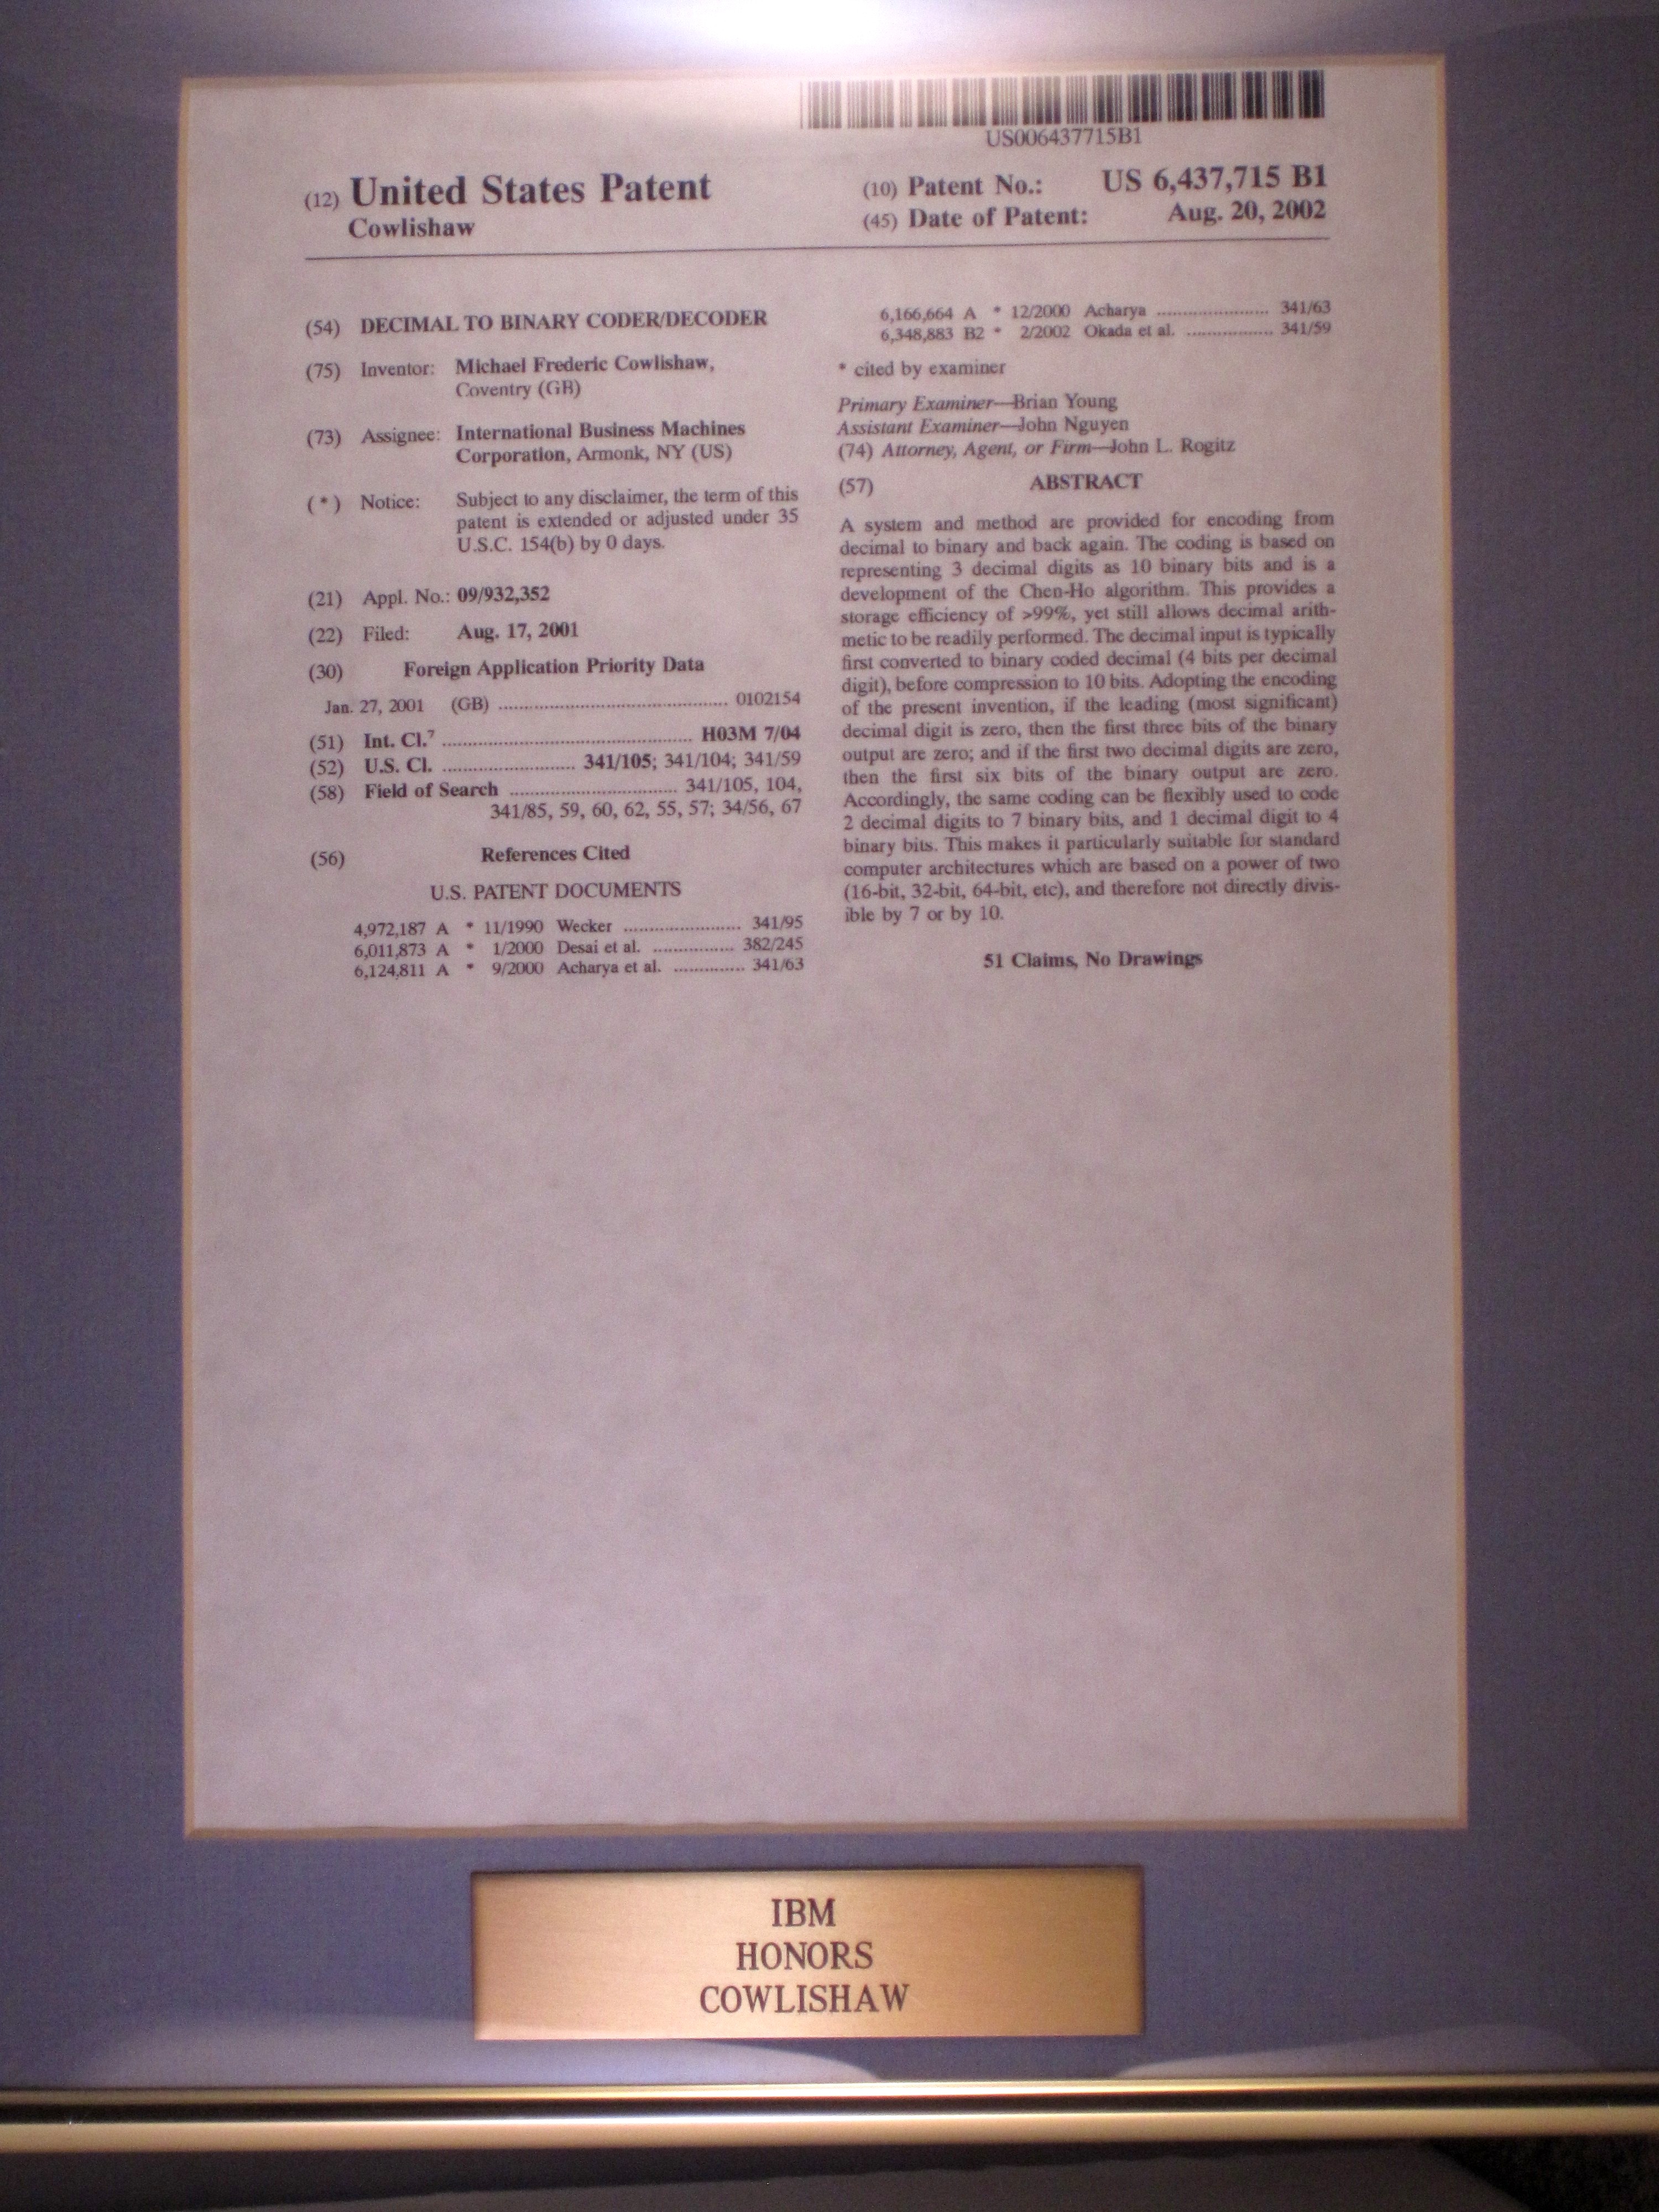 US006437715B1
(12) United States Patent
Cowlishaw
(10) Patent No.: US 6,437,715 B1
(45) Date of Patent: Aug. 20, 2002
(54) DECIMAL TO BINARY CODER/DECODER
(75) Inventor: Michael Frederic Cowlishaw,
Coventry (GB)
(73) Assignee: International Business Machines
Corporation, Armonk, NY (US)
(*) Notice: Subject to any disclaimer, the term of this
patent is extended or adjusted under 35
U.S.C. 154(b) by 0 days.
(21) Appl. No.: 09/932,352
(22) Filed: Aug. 17, 2001
(30) Foreign Application Priority Data
Jan. 27, 2001 (GB) ............................................. 0102154
(51) Int. Cl.7 ................................................ H03M 7/04
(52) U.S. Cl. .......................... 341/105; 341/104; 341/59
(58) Field of Search ................................. 341/105, 104,
341/85, 59, 60, 62, 55, 57; 34/56, 67
(56) References Cited
U.S. PATENT DOCUMENTS
4,972,187 A * 11/1990 Wecker ....................... 341/95
6,011,873 A * 1/2000 Desai et al. ................ 382/245
6,124,811 A * 9/2000 Acharya et al. .............. 341/63
6,166,664 A * 12/2000 Acharya ...................... 341/63
6,348,883 B2 * 2/2002 Okada et al. ................. 341/59
* cited by examiner
Primary Examiner—Brian Young
Assistant Examiner—John Nguyen
(74) Attorney, Agent, or Firm—John L. Rogitz
(57) ABSTRACT
A system and method are provided for encoding from
decimal to binary and back again. The coding is based on
representing 3 decimal digits as 10 binary bits and is a
development of the Chen-Ho algorithm. This provides a
storage efficiency of >99%, yet still allows decimal arith-
metic to be readily performed. The decimal input is typically
first converted to binary coded decimal (4 bits per decimal
digit), before compression to 10 bits. Adopting the encoding
of the present invention, if the leading (most significant)
decimal digit is zero, then the first three bits of the binary
output are zero; and if the first two decimal digits are zero,
then the first six bits of the binary output are zero.
Accordingly, the same coding can be flexibly used to code
2 decimal digits to 7 binary bits, and 1 decimal digit to 4
binary bits. This makes it particularly suitable for standard
computer architectures which are based on a power of two
(16-bit, 32-bit, 64-bit, etc), and therefore not directly divis-
ible by 7 or by 10.
51 Claims, No Drawings
IBM
HONORS
COWLISHAW